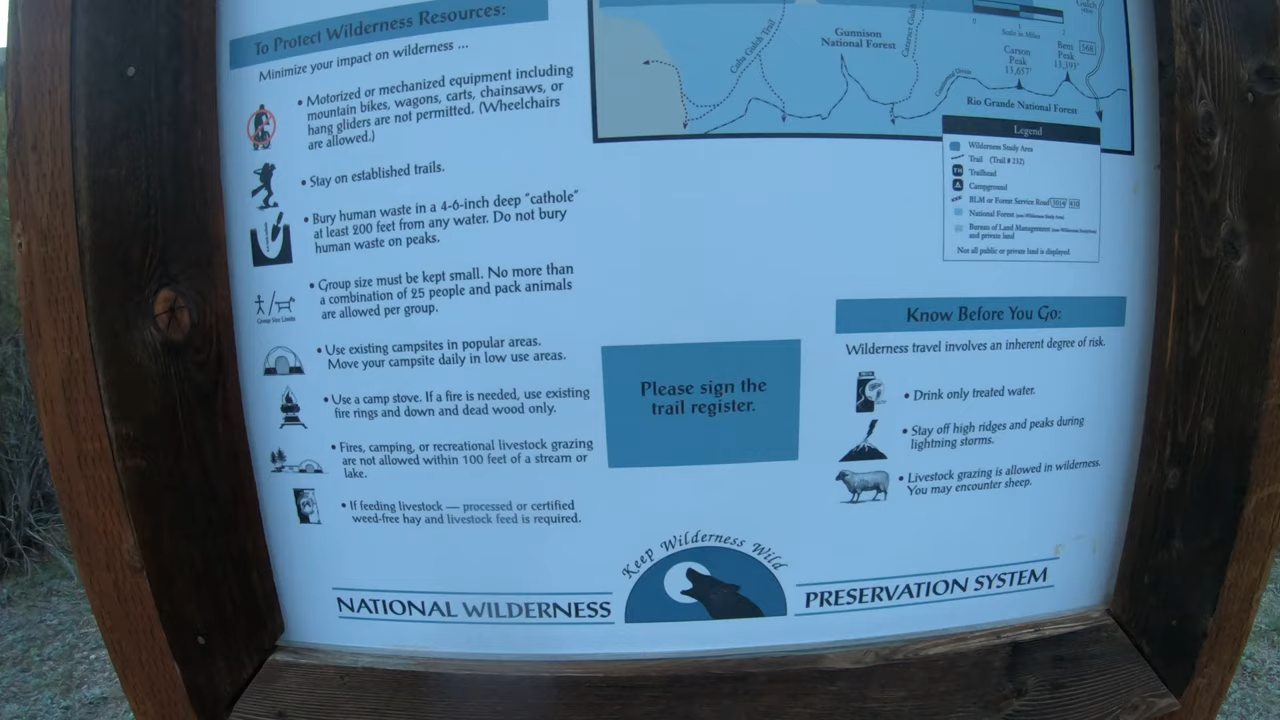 To Protect Wilderness Resources:
Minimize your impact on wilderness ...
• Motorized or mechanized equipment including
mountain bikes, wagons, carts, chainsaws, or
hang gliders are not permitted. (Wheelchairs
are allowed.)
• Stay on established trails.
• Bury human waste in a 4-6-inch deep "cathole"
at least 200 feet from any water. Do not bury
human waste on peaks.
Group Size Limits
• Group size must be kept small. No more than
a combination of 25 people and pack animals
are allowed per group.
• Use existing campsites in popular areas.
Move your campsite daily in low use areas.
• Use a camp stove. If a fire is needed, use existing
fire rings and down and dead wood only.
• Fires, camping, or recreational livestock grazing
are not allowed within 100 feet of a stream or
lake.
• If feeding livestock — processed or certified
weed-free hay and livestock feed is required.
Gulch Trail
Gunnison
National Forest
Gulch
Scale in Miles
Gulch
Carson
Peak
13,657'
Bent
Peak
13,393'
568
Rio Grande National Forest
Legend
Wilderness Study Area
Trail (Trail # 232)
TH Trailhead
Campground
BLM or Forest Service Road
National Forest
Bureau of Land Management
and private land
Not all public or private land is displayed.
Please sign the
trail register.
Know Before You Go:
Wilderness travel involves an inherent degree of risk.
• Drink only treated water.
• Stay off high ridges and peaks during
lightning storms.
• Livestock grazing is allowed in wilderness.
You may encounter sheep.
Keep Wilderness Wild
NATIONAL WILDERNESS
PRESERVATION SYSTEM